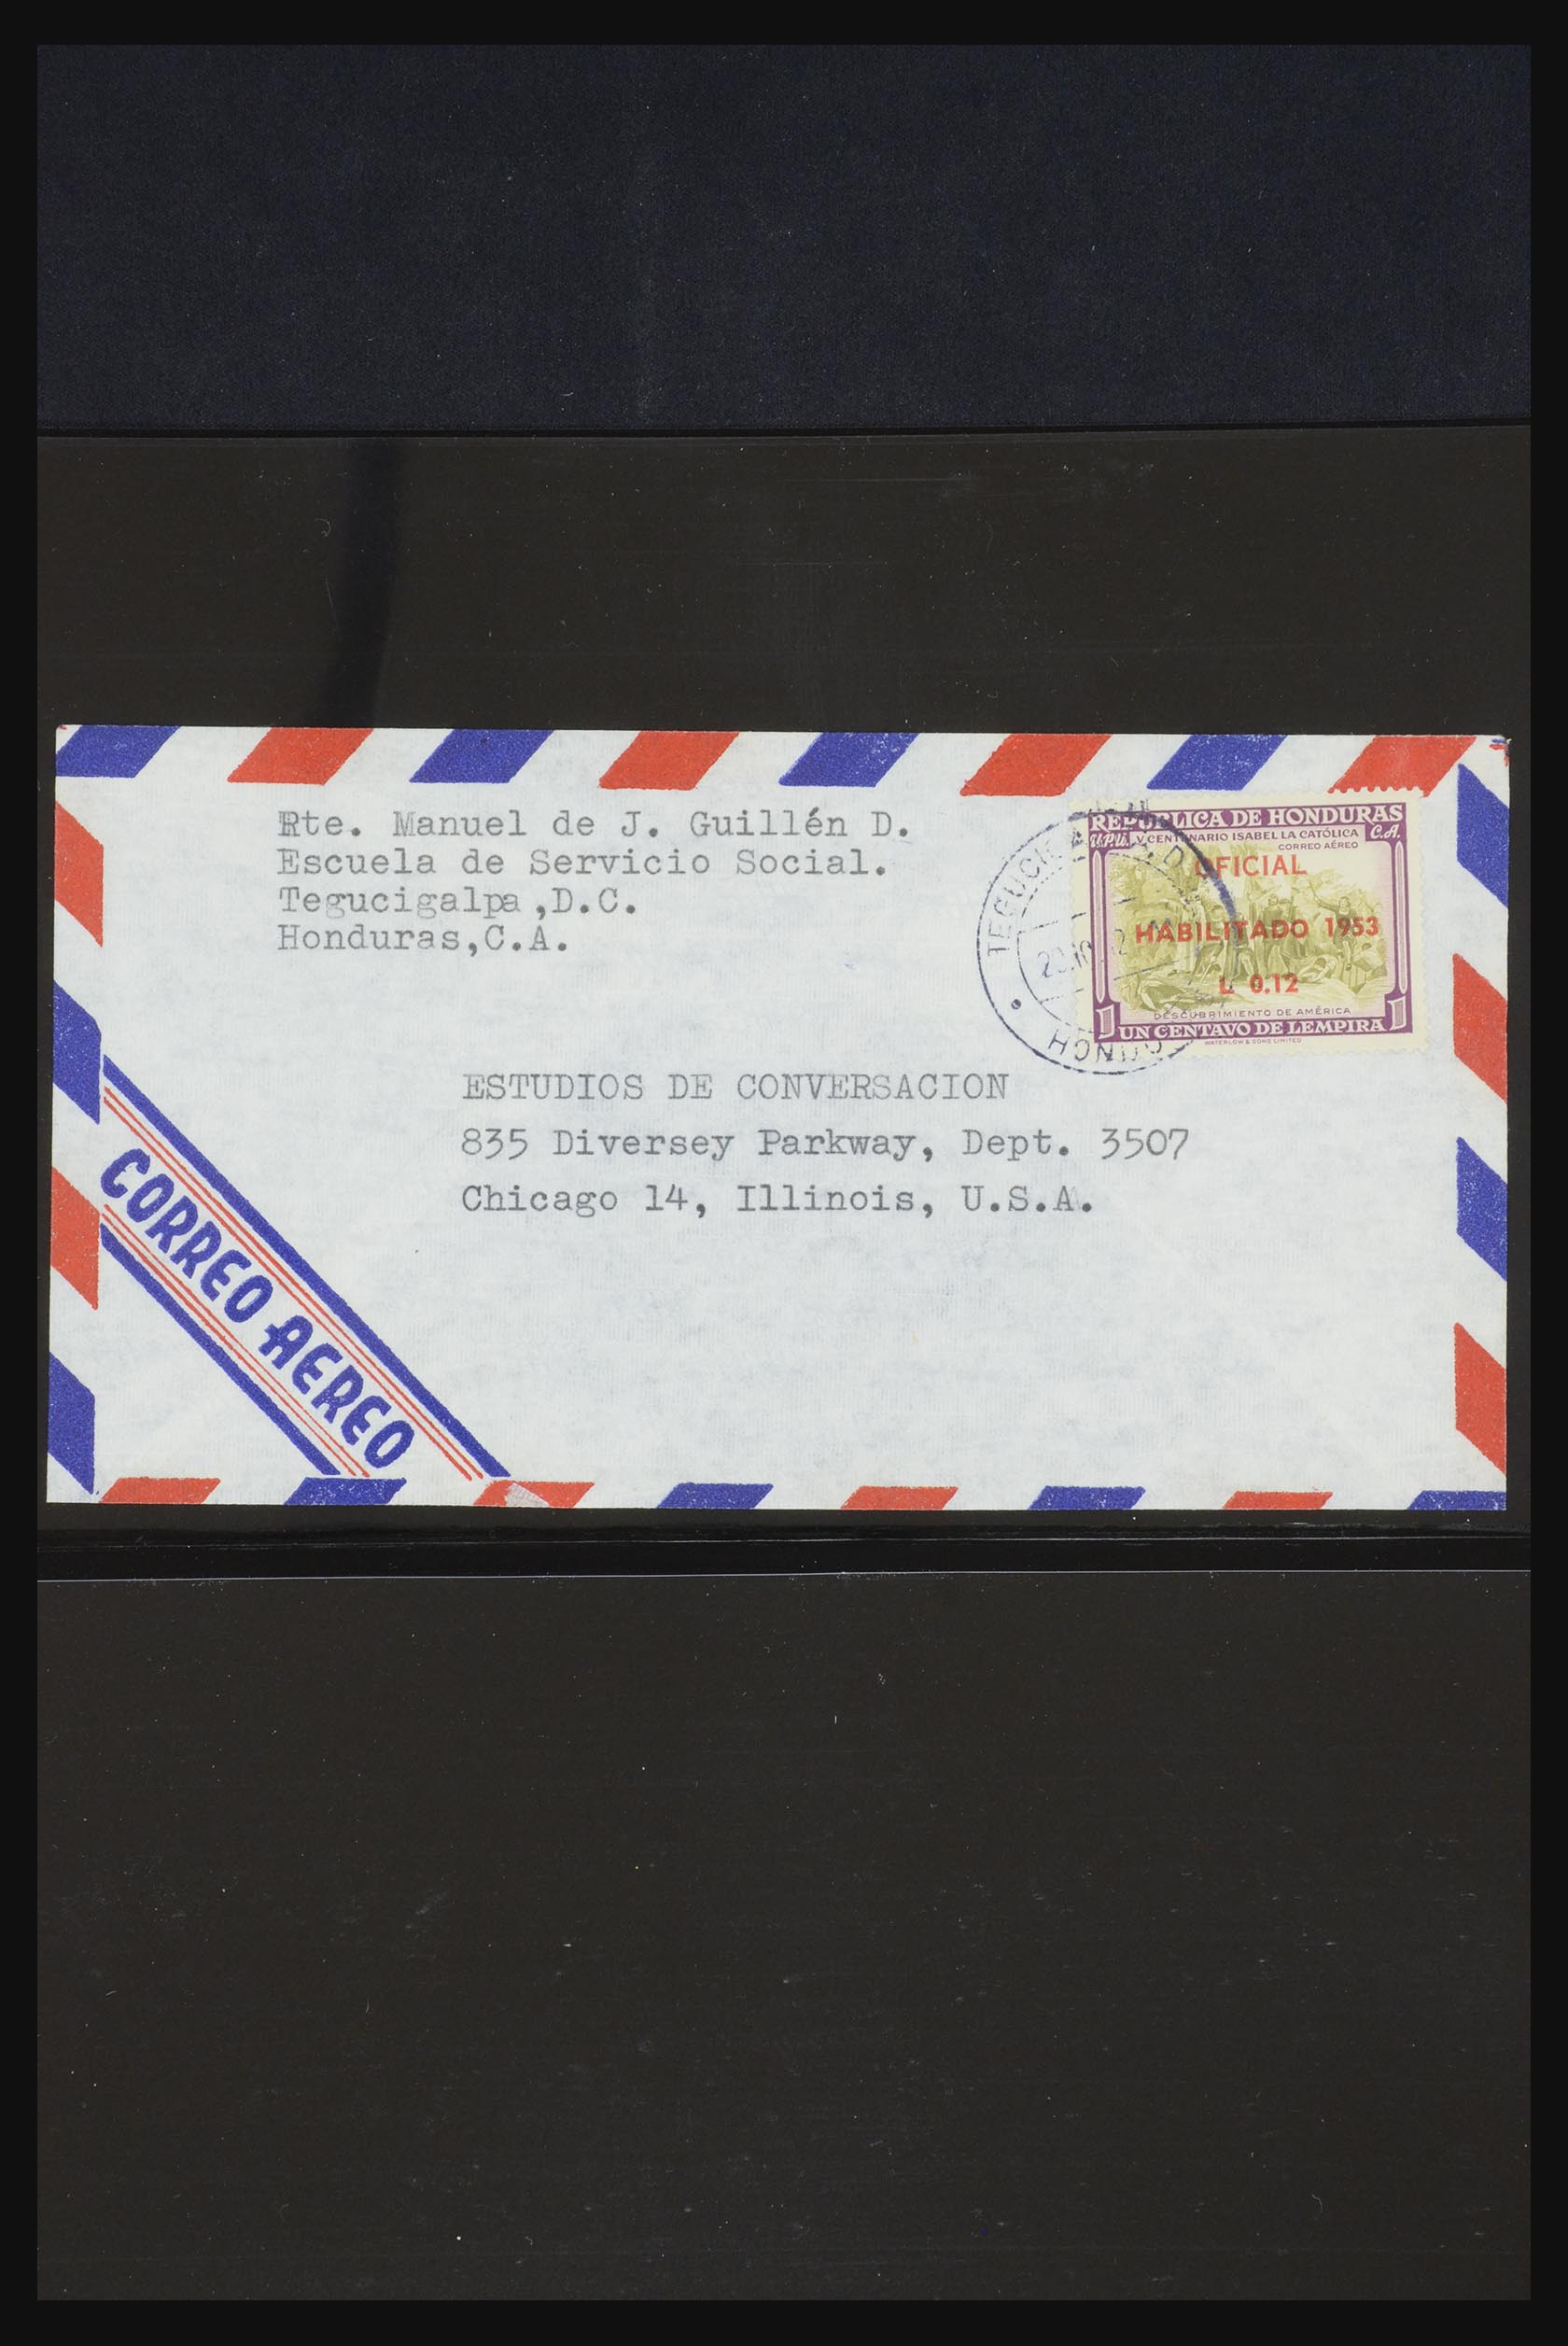 Rte. Manuel de J. Guillén D.
Escuela de Servicio Social.
Tegucigalpa,D.C.
Honduras,C.A.
REPUBLICA DE HONDURAS
U.P.U. V CENTENARIO ISABEL LA CATÓLICA C.A.
CORREO AÉREO
OFICIAL
HABILITADO 1953
L 0.12
DESCUBRIMIENTO DE AMÉRICA
UN CENTAVO DE LEMPIRA
WATERLOW & SONS LIMITED
ESTUDIOS DE CONVERSACION
835 Diversey Parkway, Dept. 3507
Chicago 14, Illinois, U.S.A.
CORREO AEREO